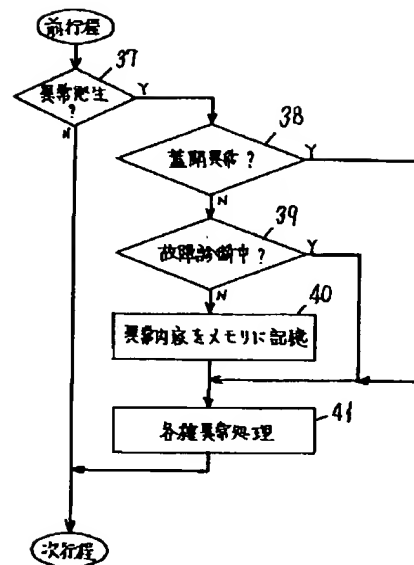 前行程
37
異常発生
?
Y
N
38
蓋開異常?
Y
N
39
故障診断中?
Y
N
40
異常内容をメモリに記憶
41
各種異常処理
次行程